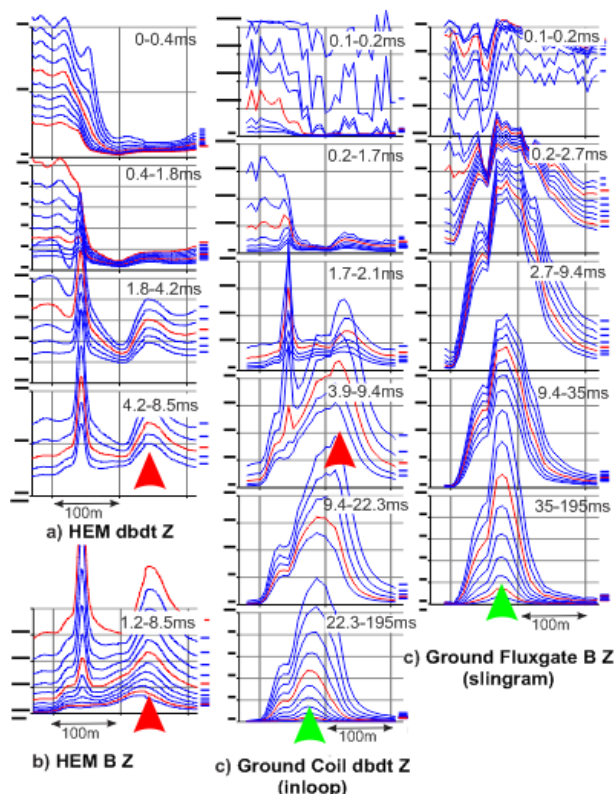 0-0.4ms
0.4-1.8ms
1.8-4.2ms
4.2-8.5ms
100m
a) HEM dbdt Z
1.2-8.5ms
100m
b) HEM B Z
0.1-0.2ms
0.2-1.7ms
1.7-2.1ms
3.9-9.4ms
9.4-22.3ms
22.3-195ms
100m
c) Ground Coil dbdt Z
(inloop)
0.1-0.2ms
0.2-2.7ms
2.7-9.4ms
9.4-35ms
35-195ms
100m
c) Ground Fluxgate B Z
(slingram)